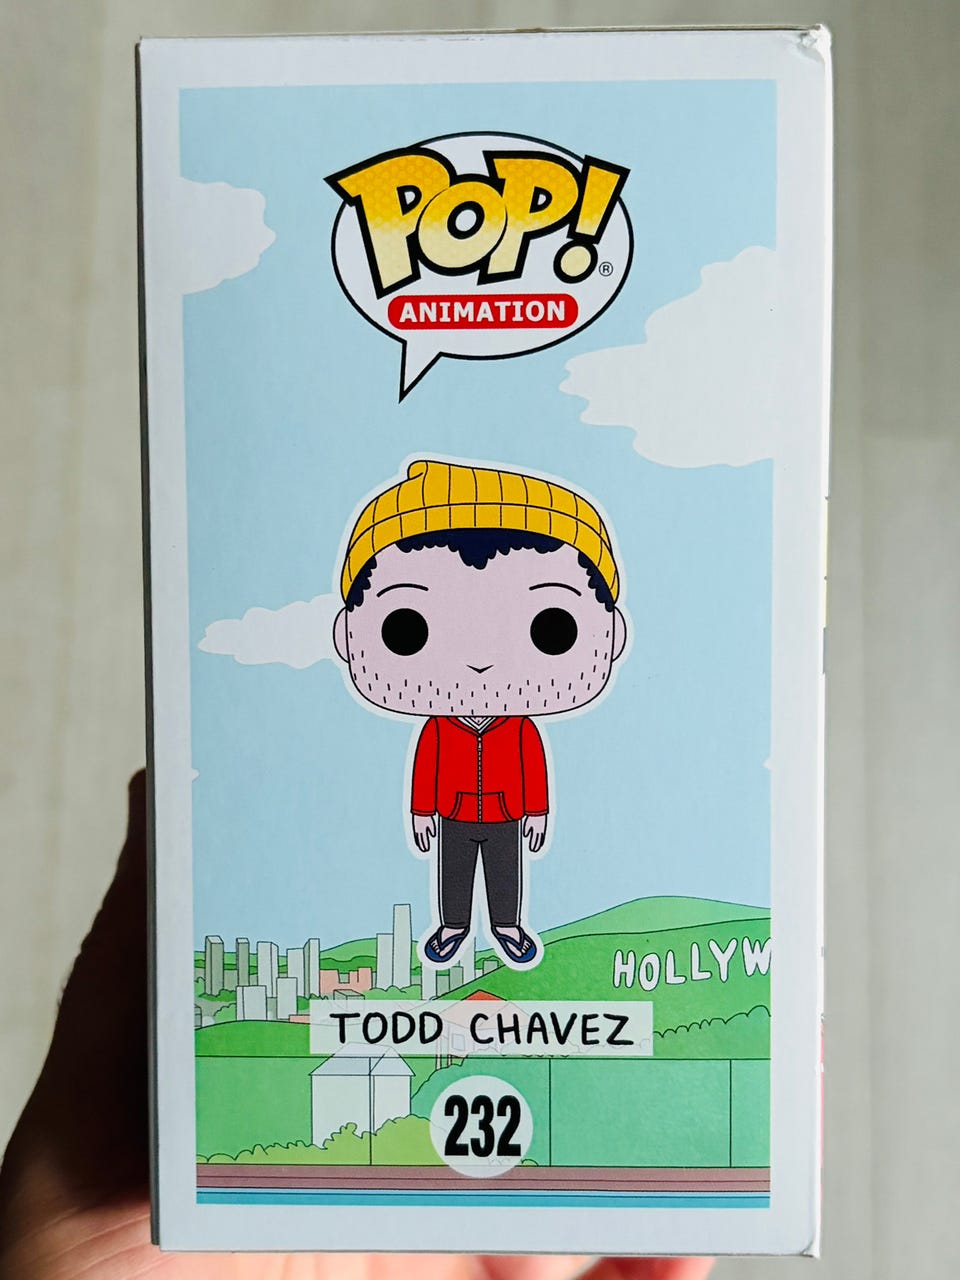 POP!®
ANIMATION
HOLLYW
TODD CHAVEZ
232